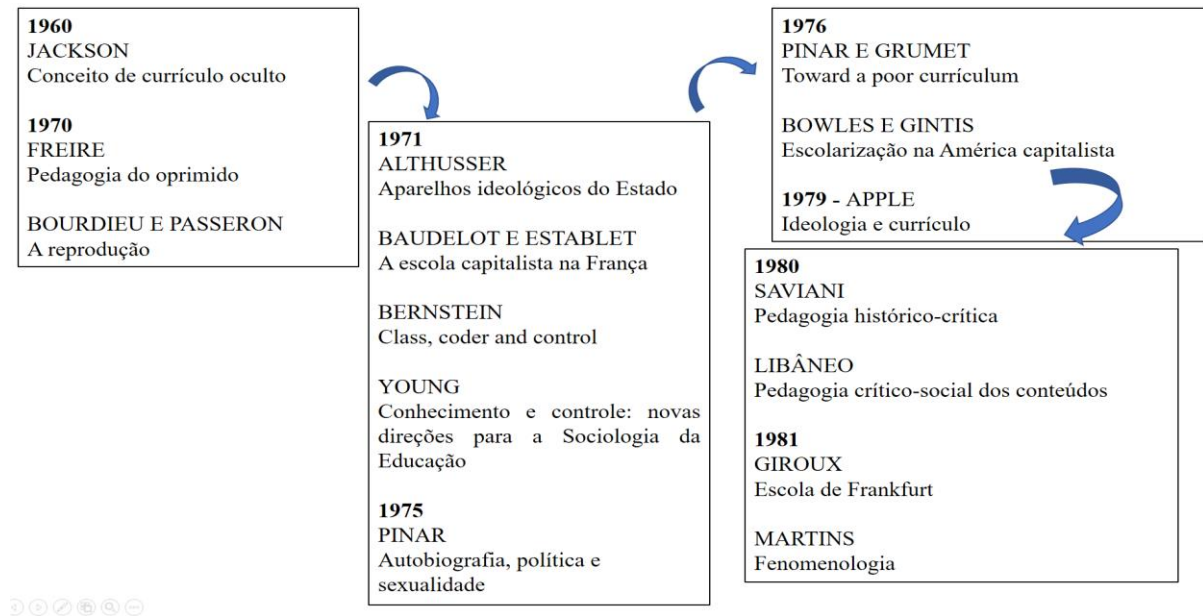 1960
JACKSON
Conceito de currículo oculto
1970
FREIRE
Pedagogia do oprimido
BOURDIEU E PASSERON
A reprodução
1971
ALTHUSSER
Aparelhos ideológicos do Estado
BAUDELOT E ESTABLET
A escola capitalista na França
BERNSTEIN
Class, coder and control
YOUNG
Conhecimento e controle: novas
direções para a Sociologia da
Educação
1975
PINAR
Autobiografia, política e
sexualidade
1976
PINAR E GRUMET
Toward a poor currículum
BOWLES E GINTIS
Escolarização na América capitalista
1979 - APPLE
Ideologia e currículo
1980
SAVIANI
Pedagogia histórico-crítica
LIBÂNEO
Pedagogia crítico-social dos conteúdos
1981
GIROUX
Escola de Frankfurt
MARTINS
Fenomenologia